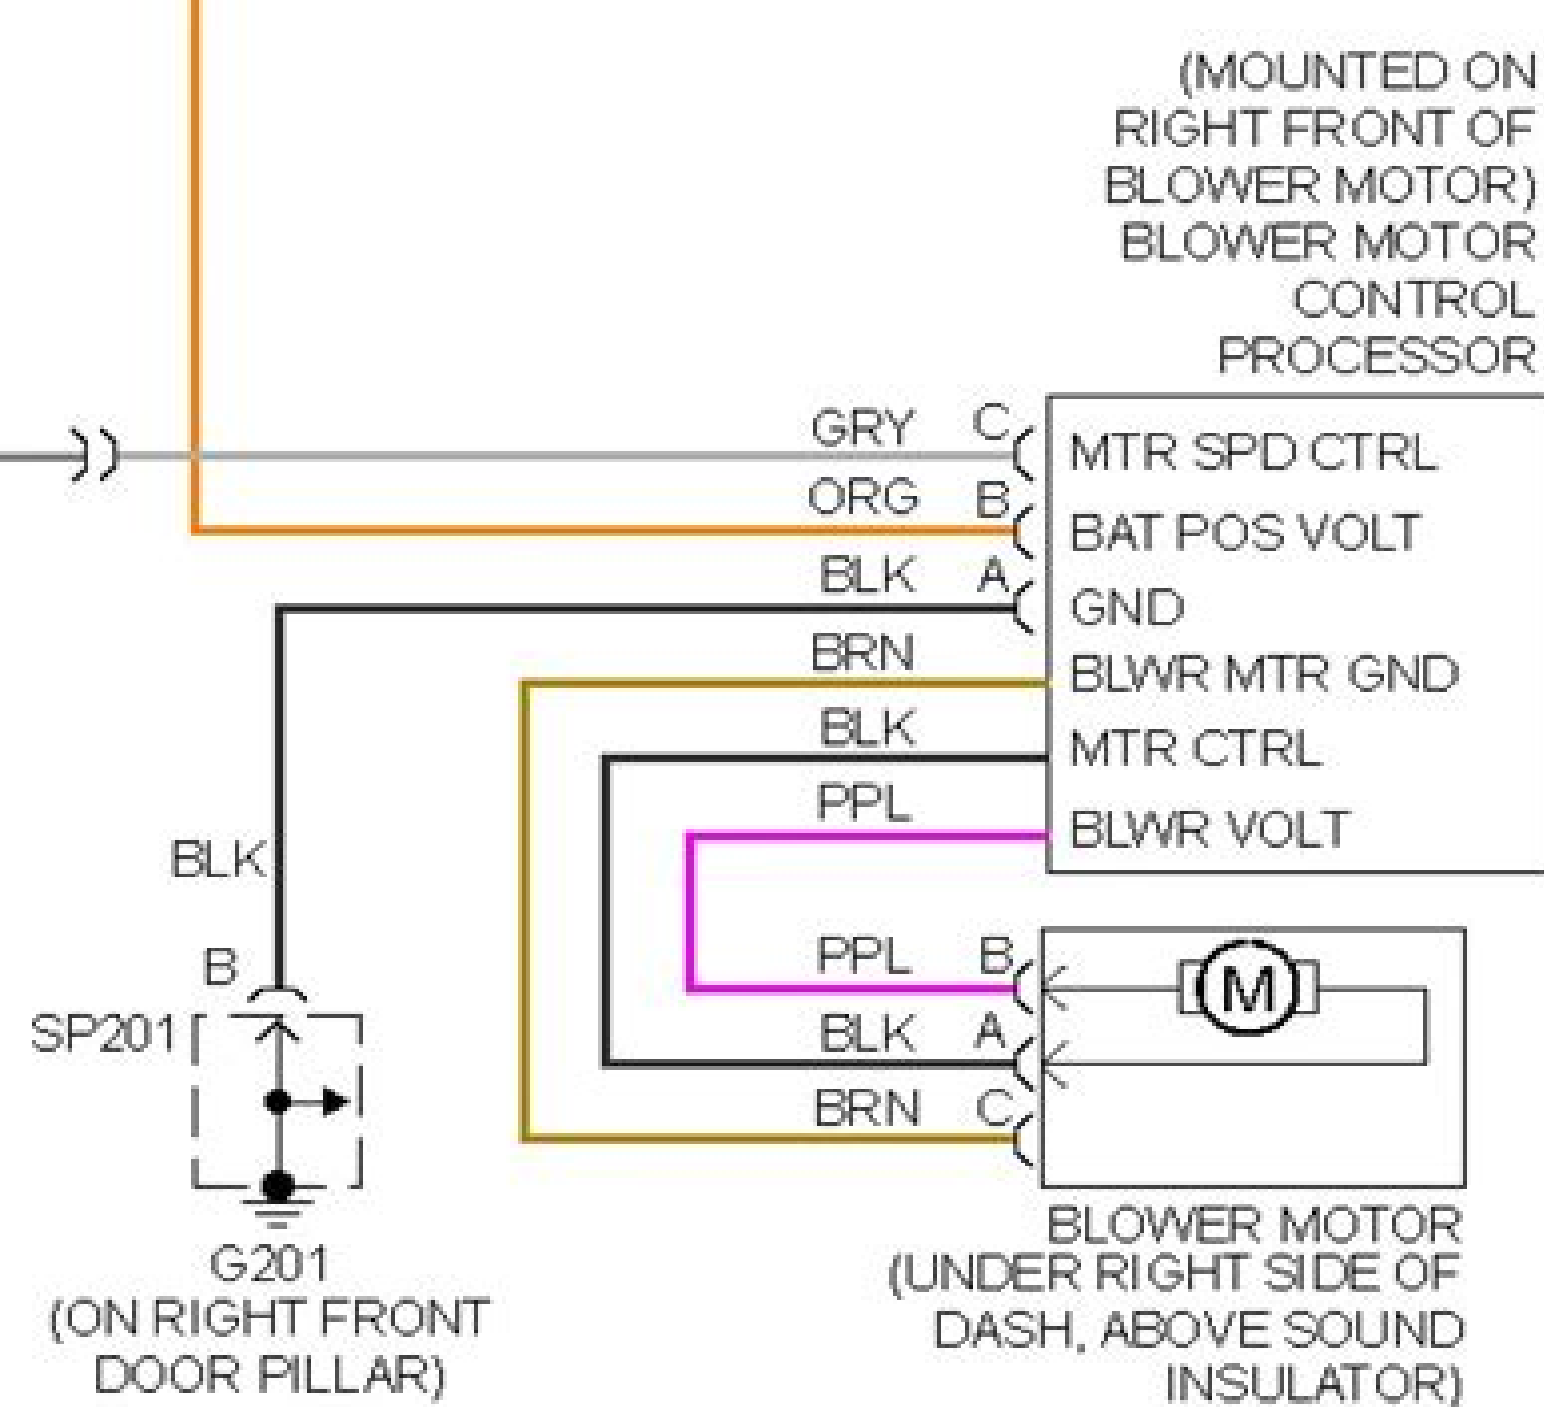 (MOUNTED ON
RIGHT FRONT OF
BLOWER MOTOR)
BLOWER MOTOR
CONTROL
PROCESSOR
GRY C MTR SPD CTRL
ORG B BAT POS VOLT
BLK A GND
BRN BLWR MTR GND
BLK MTR CTRL
PPL BLWR VOLT
BLK
B
SP201
PPL B M
BLK A
BRN C
G201
(ON RIGHT FRONT
DOOR PILLAR)
BLOWER MOTOR
(UNDER RIGHT SIDE OF
DASH, ABOVE SOUND
INSULATOR)